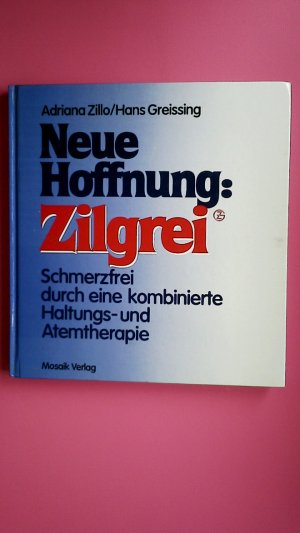 Adriana Zillo/Hans Greissing
Neue
Hoffnung:
Zilgrei
Schmerzfrei
durch eine kombinierte
Haltungs- und
Atemtherapie
Mosaik Verlag